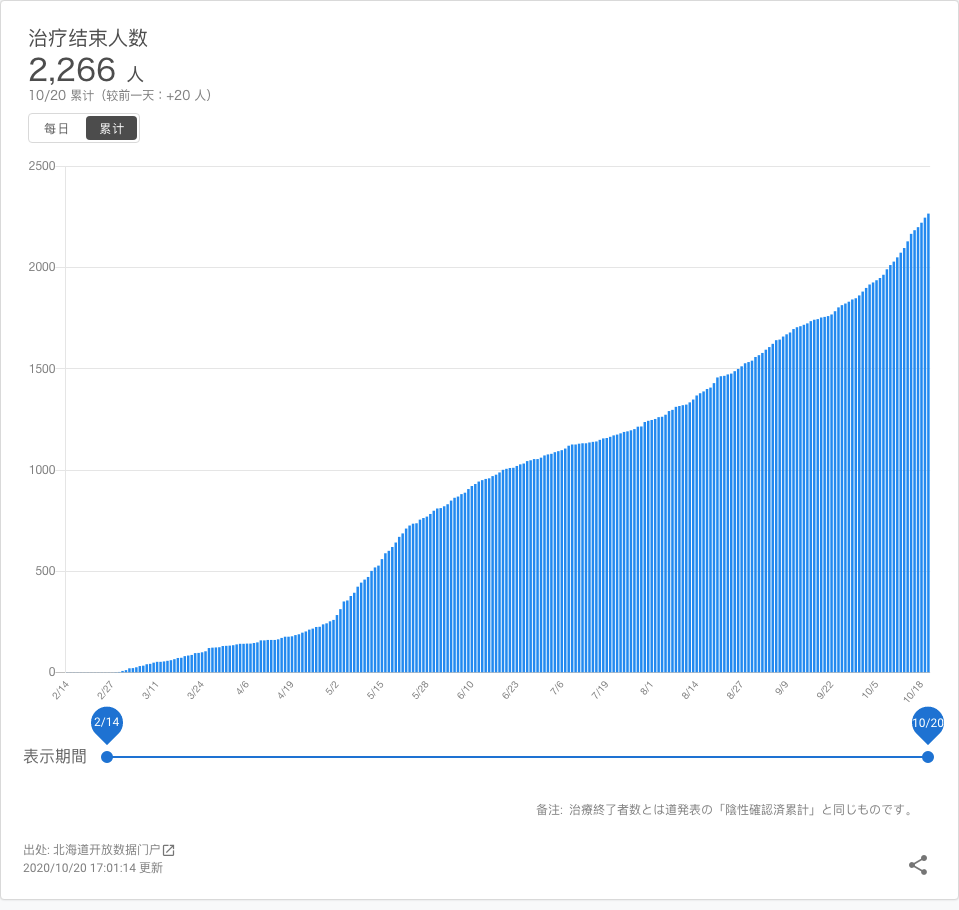 治疗结束人数
2,266 人
10/20 累计（较前一天：+20 人）
每日 累计
2500
2000
1500
1000
500
0
2/14 2/27 3/11 3/24 4/6 4/19 5/2 5/15 5/28 6/10 6/23 7/6 7/19 8/1 8/14 8/27 9/9 9/22 10/5 10/18
2/14 10/20
表示期間
备注: 治療終了者数とは道発表の「陰性確認済累計」と同じものです。
出处: 北海道开放数据门户
2020/10/20 17:01:14 更新